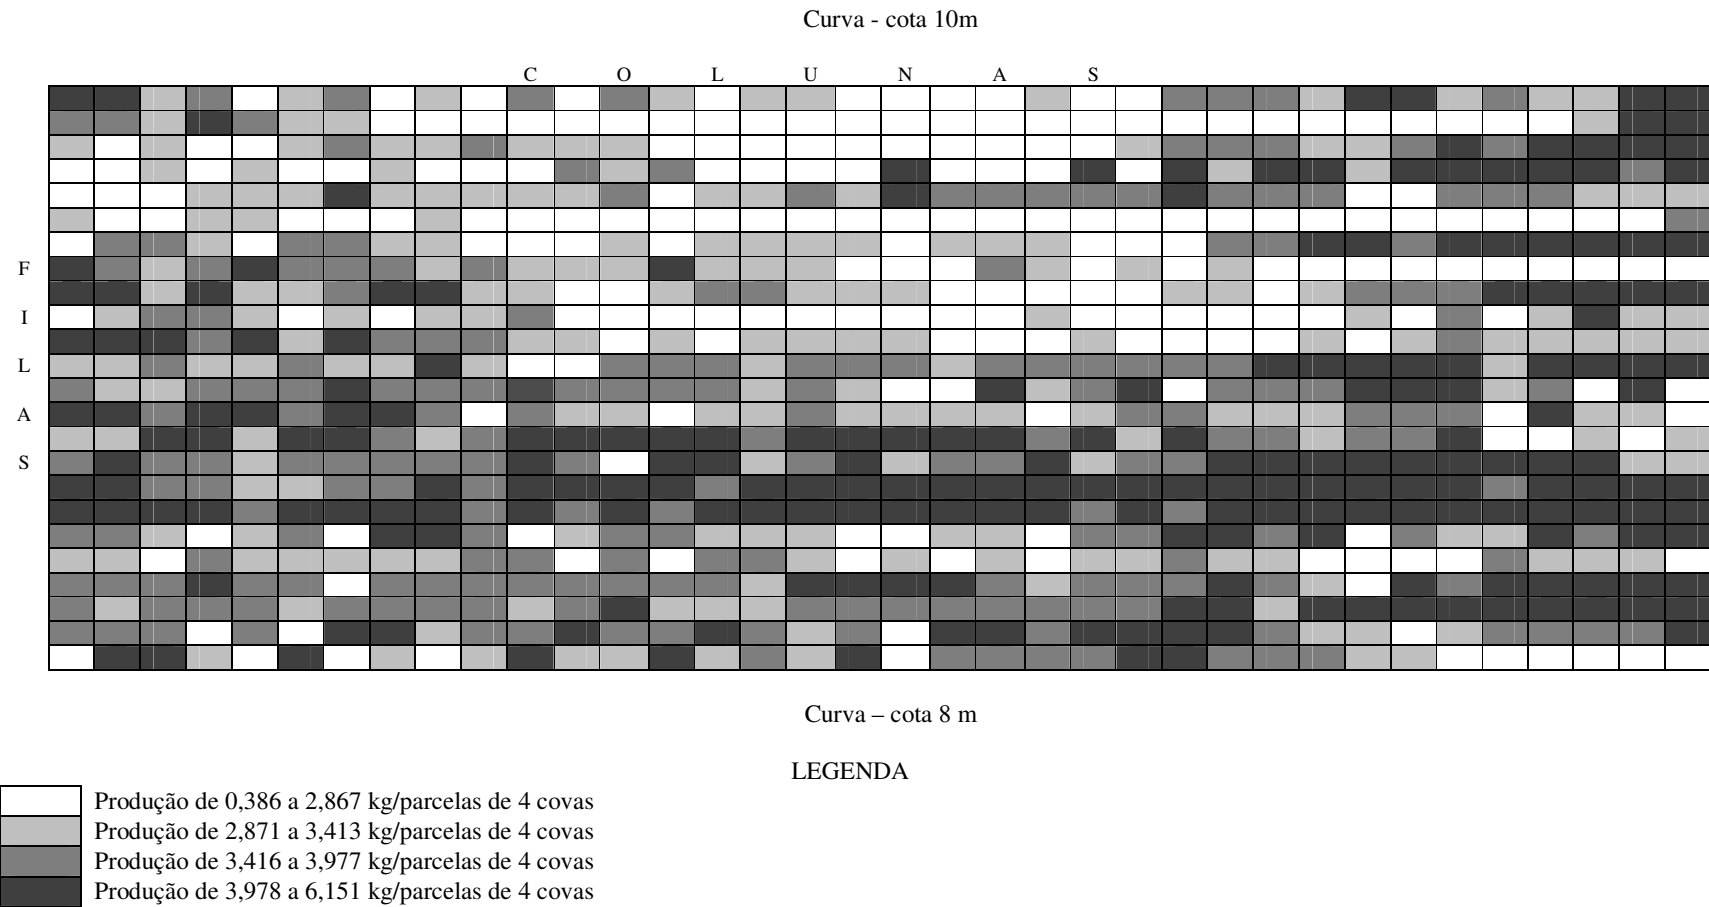 Curva - cota 10m
C O L U N A S
F
I
L
A
S
Curva – cota 8 m
LEGENDA
Produção de 0,386 a 2,867 kg/parcelas de 4 covas
Produção de 2,871 a 3,413 kg/parcelas de 4 covas
Produção de 3,416 a 3,977 kg/parcelas de 4 covas
Produção de 3,978 a 6,151 kg/parcelas de 4 covas